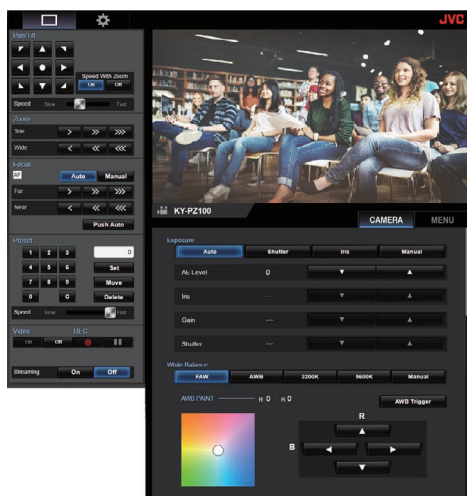 JVC
Pan/Tilt
Speed With Zoom
On Off
Speed Slow Fast
Zoom
Tele > >> >>>
Wide < << <<<
Focus
AF Auto Manual
Far > >> >>>
Near < << <<<
Push Auto
Preset
1 2 3 0
4 5 6 Set
7 8 9 Move
0 C Delete
Speed Slow Fast
Video REC
On Off
Streaming On Off
KY-PZ100
CAMERA MENU
Exposure
Auto Shutter Iris Manual
AE Level 0
Iris ---
Gain ---
Shutter ---
White Balance
FAW AWB 3200K 5600K Manual
AWB PAINT R 0 B 0
AWB Trigger
R
B